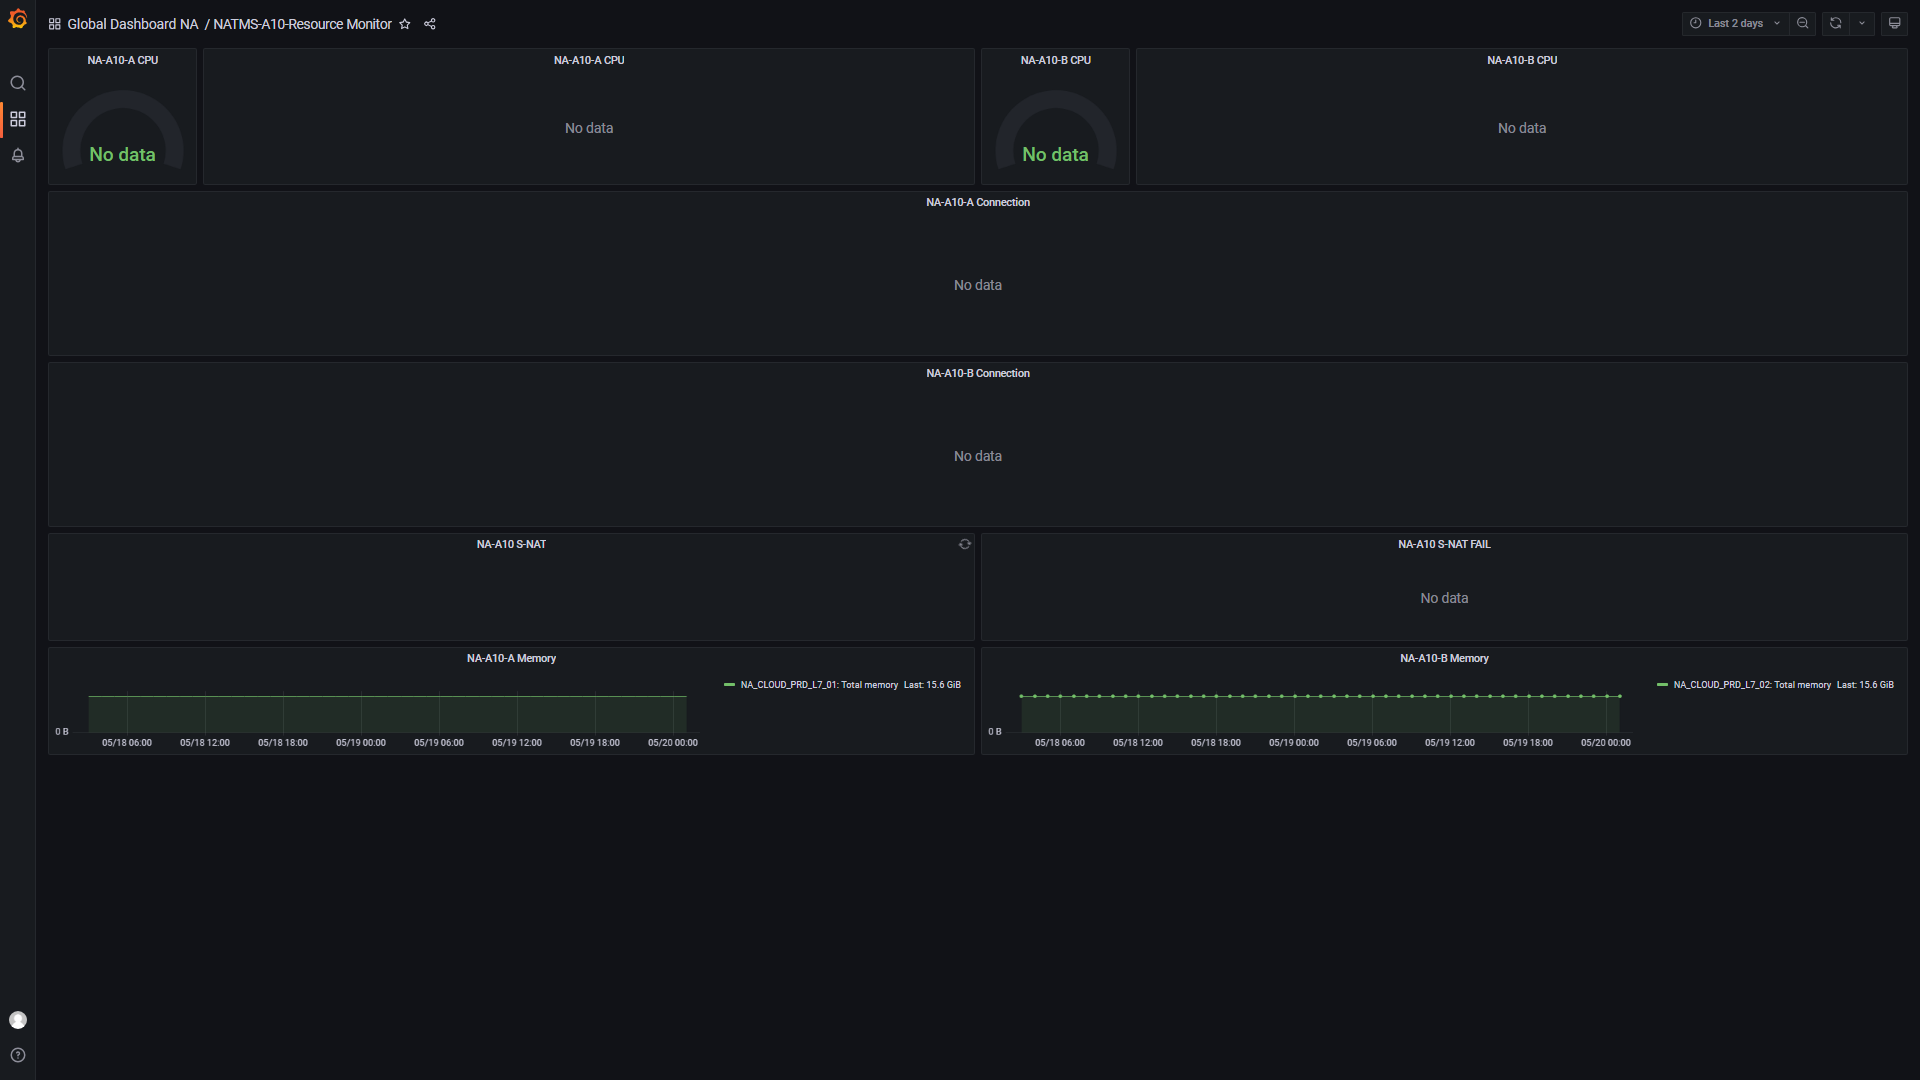 Global Dashboard NA / NATMS-A10-Resource Monitor
Last 2 days
NA-A10-A CPU
No data
NA-A10-A CPU
No data
NA-A10-B CPU
No data
NA-A10-B CPU
No data
NA-A10-A Connection
No data
NA-A10-B Connection
No data
NA-A10 S-NAT
NA-A10 S-NAT FAIL
No data
NA-A10-A Memory
NA_CLOUD_PRD_L7_01: Total memory Last: 15.6 GiB
0 B
05/18 06:00 05/18 12:00 05/18 18:00 05/19 00:00 05/19 06:00 05/19 12:00 05/19 18:00 05/20 00:00
NA-A10-B Memory
NA_CLOUD_PRD_L7_02: Total memory Last: 15.6 GiB
0 B
05/18 06:00 05/18 12:00 05/18 18:00 05/19 00:00 05/19 06:00 05/19 12:00 05/19 18:00 05/20 00:00